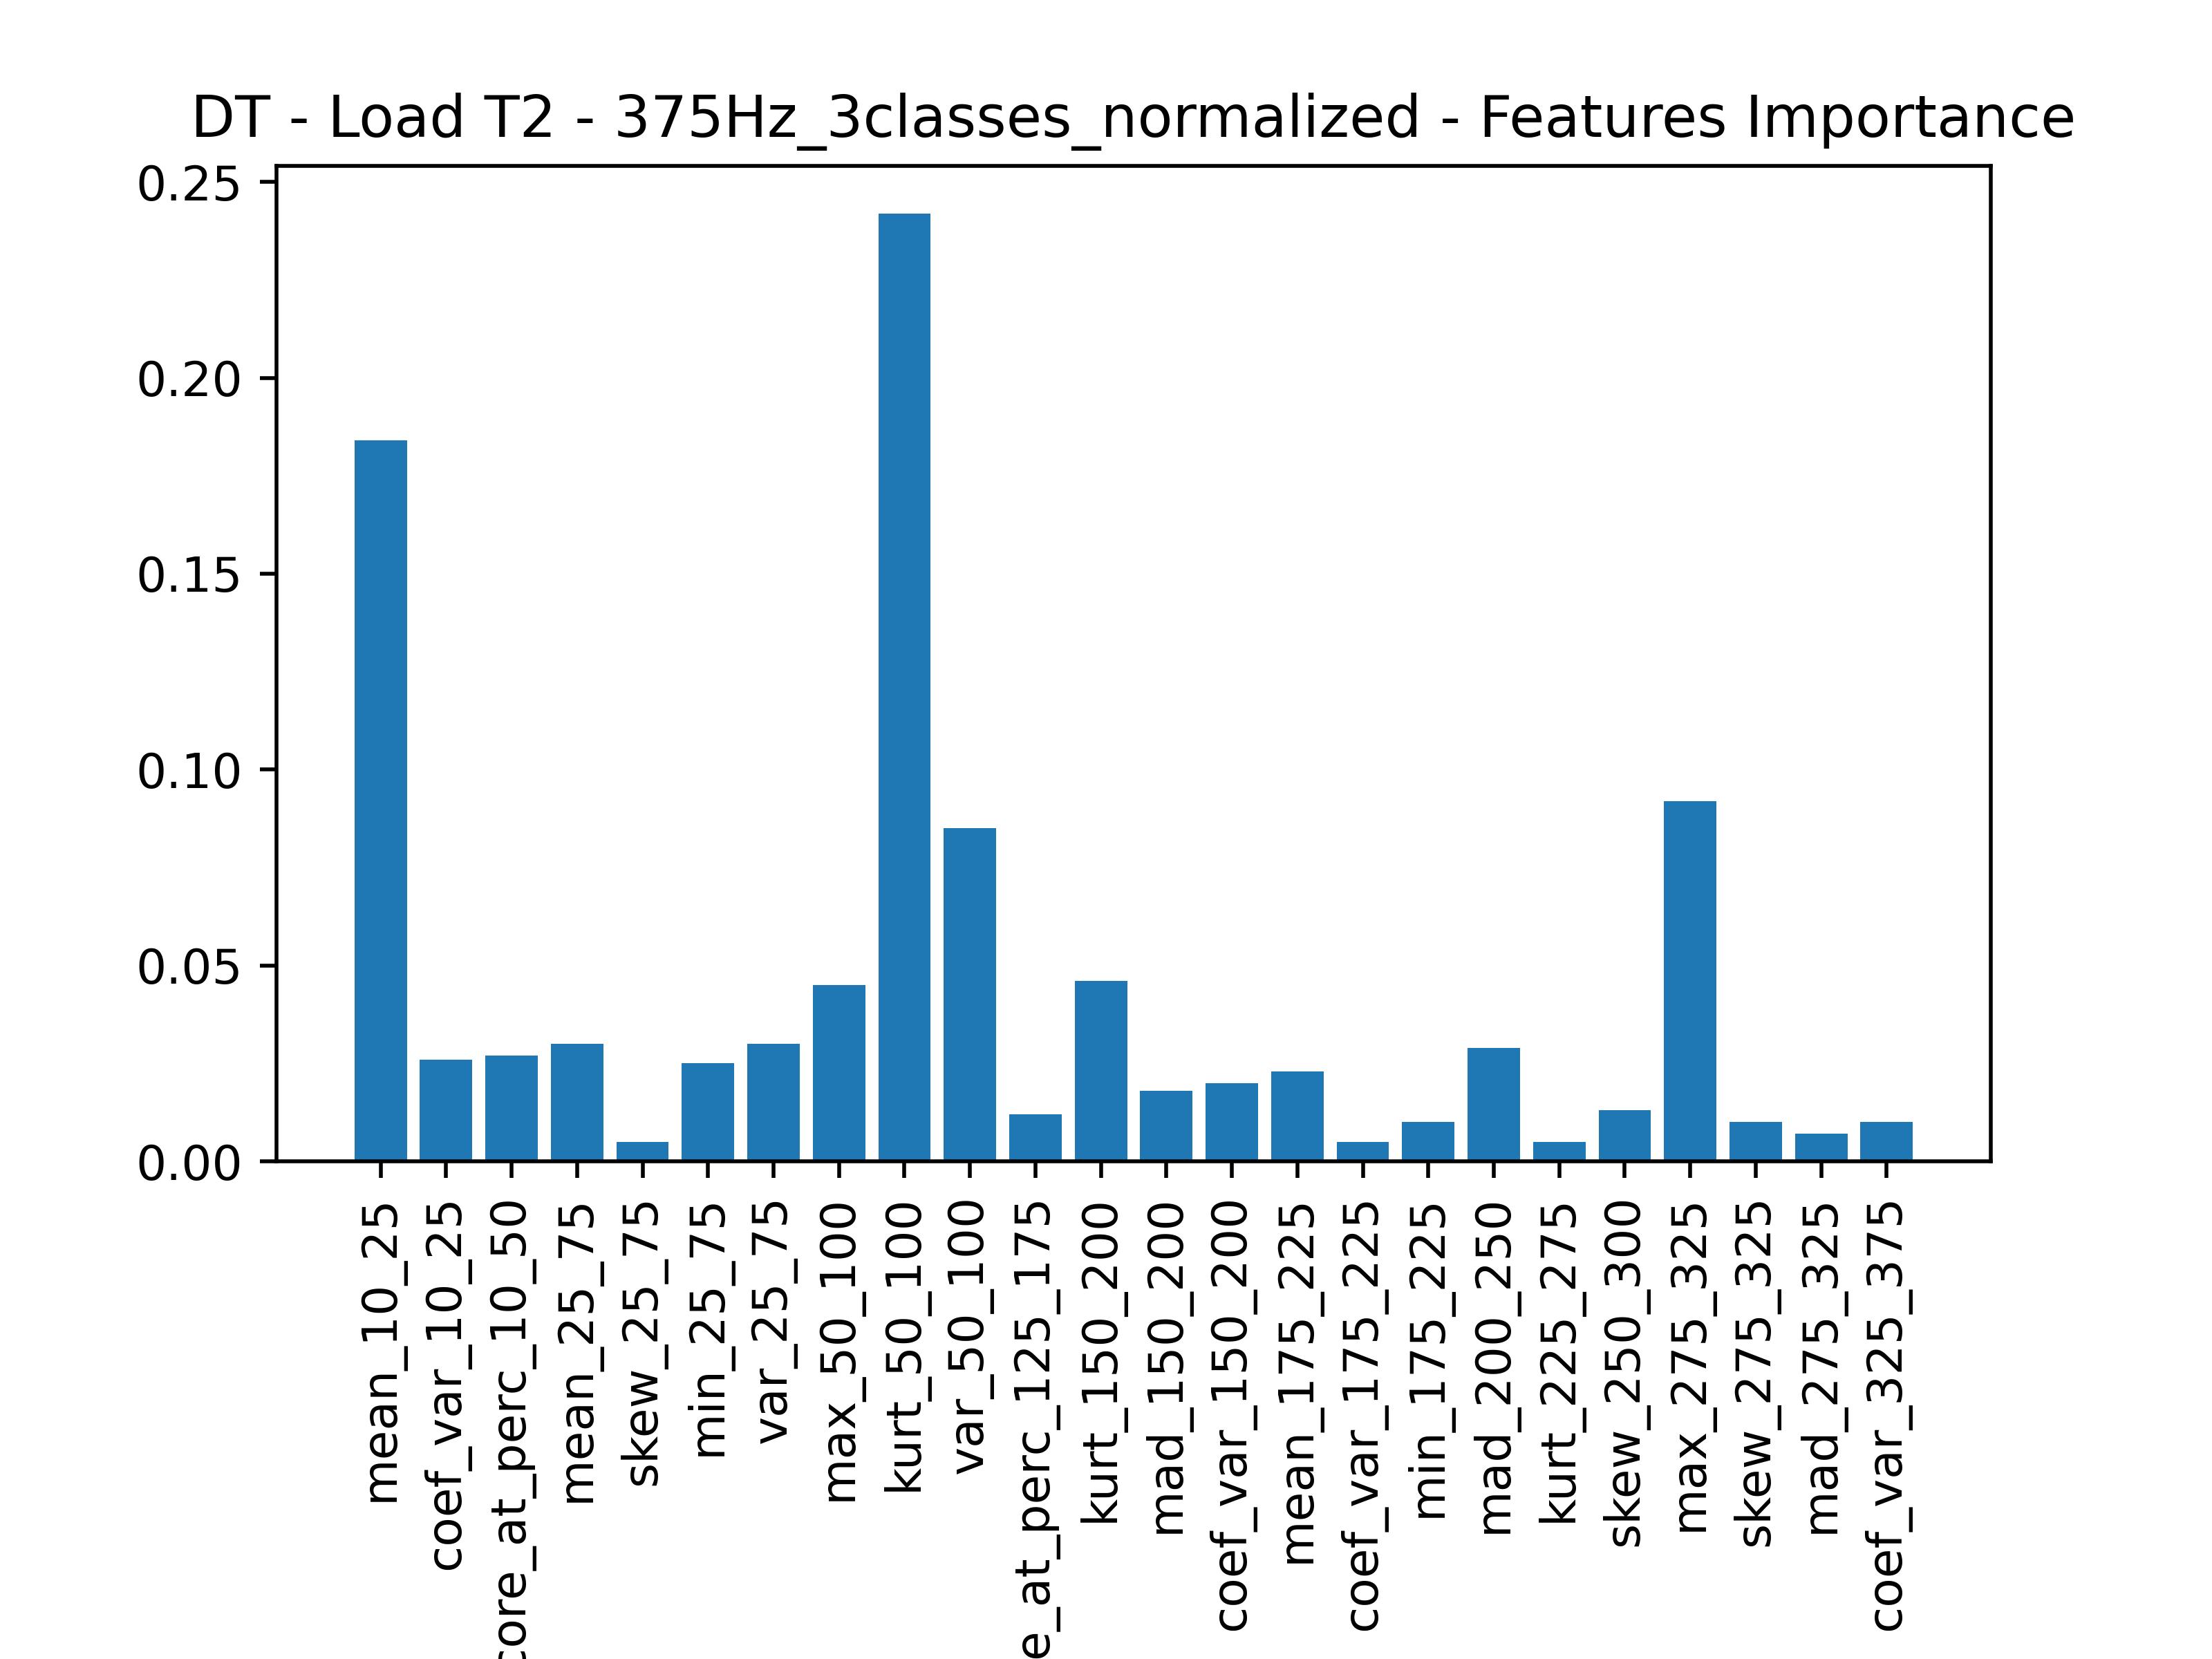 DT - Load T2 - 375Hz_3classes_normalized - Features Importance
0.25
0.20
0.15
0.10
0.05
0.00
mean_10_25
coef_var_10_25
core_at_perc_10_50
mean_25_75
skew_25_75
min_25_75
var_25_75
max_50_100
kurt_50_100
var_50_100
e_at_perc_125_175
kurt_150_200
mad_150_200
coef_var_150_200
mean_175_225
coef_var_175_225
min_175_225
mad_200_250
kurt_225_275
skew_250_300
max_275_325
skew_275_325
mad_275_325
coef_var_325_375